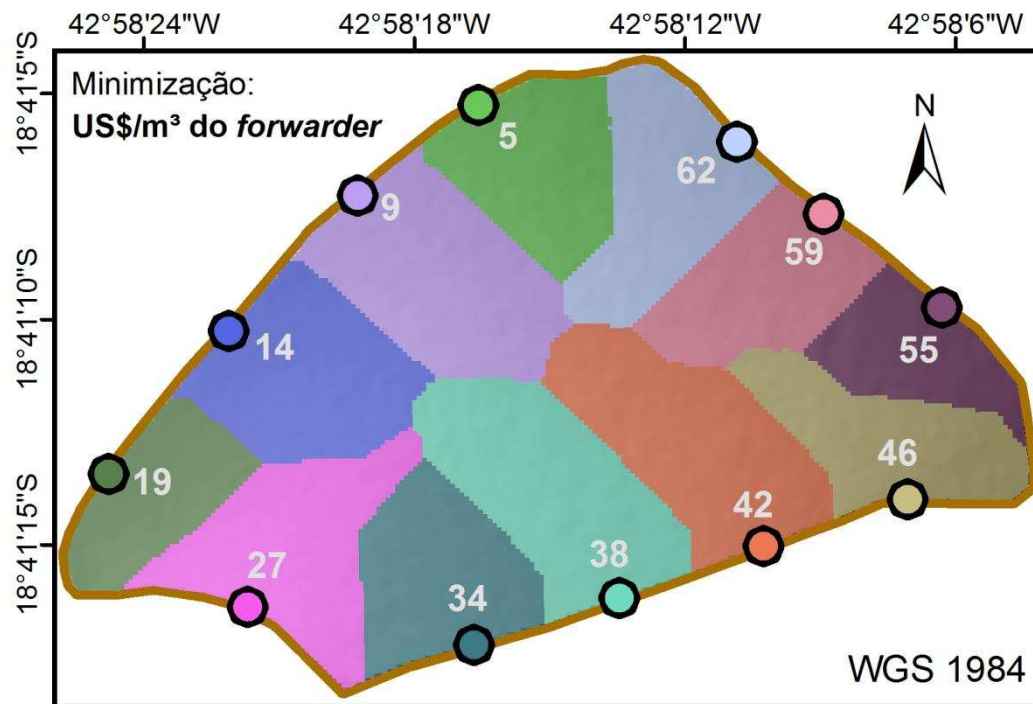 42°58'24"W 42°58'18"W 42°58'12"W 42°58'6"W
18°41'5"S
18°41'10"S
18°41'15"S
Minimização:
US$/m³ do forwarder
N
5
62
9
59
14
55
19
46
42
27
38
34
WGS 1984